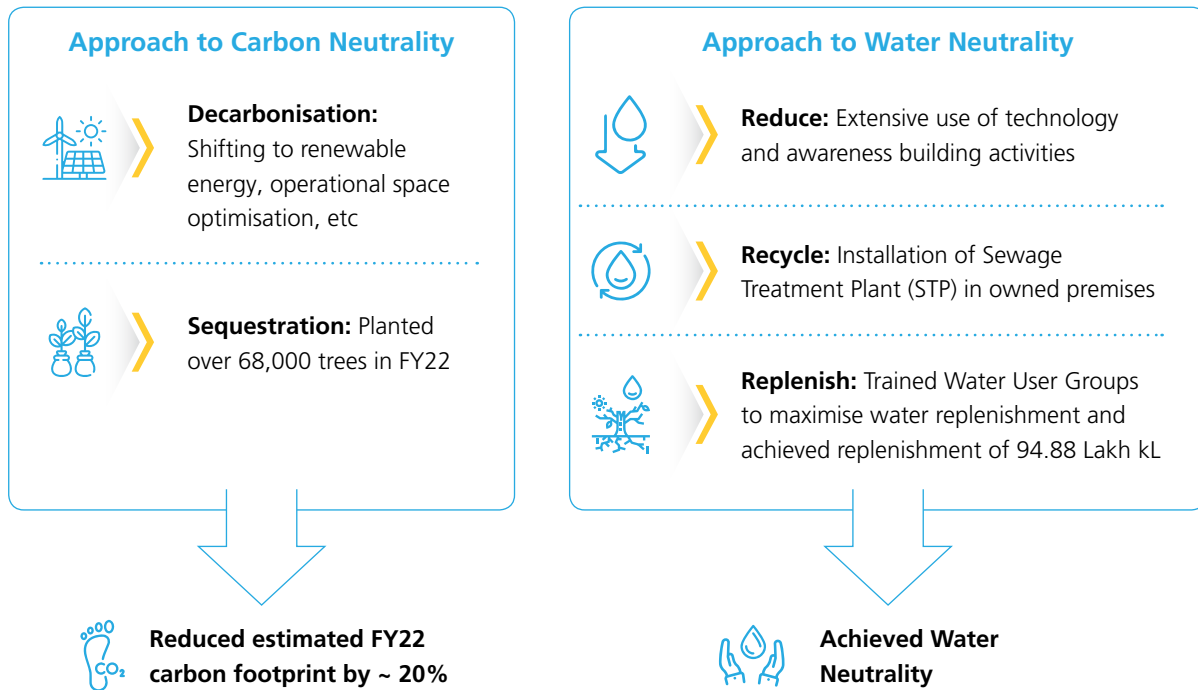 Approach to Carbon Neutrality
Decarbonisation:
Shifting to renewable
energy, operational space
optimisation, etc
Sequestration: Planted
over 68,000 trees in FY22
CO₂
Reduced estimated FY22
carbon footprint by ~ 20%
Approach to Water Neutrality
Reduce: Extensive use of technology
and awareness building activities
Recycle: Installation of Sewage
Treatment Plant (STP) in owned premises
Replenish: Trained Water User Groups
to maximise water replenishment and
achieved replenishment of 94.88 Lakh kL
Achieved Water
Neutrality